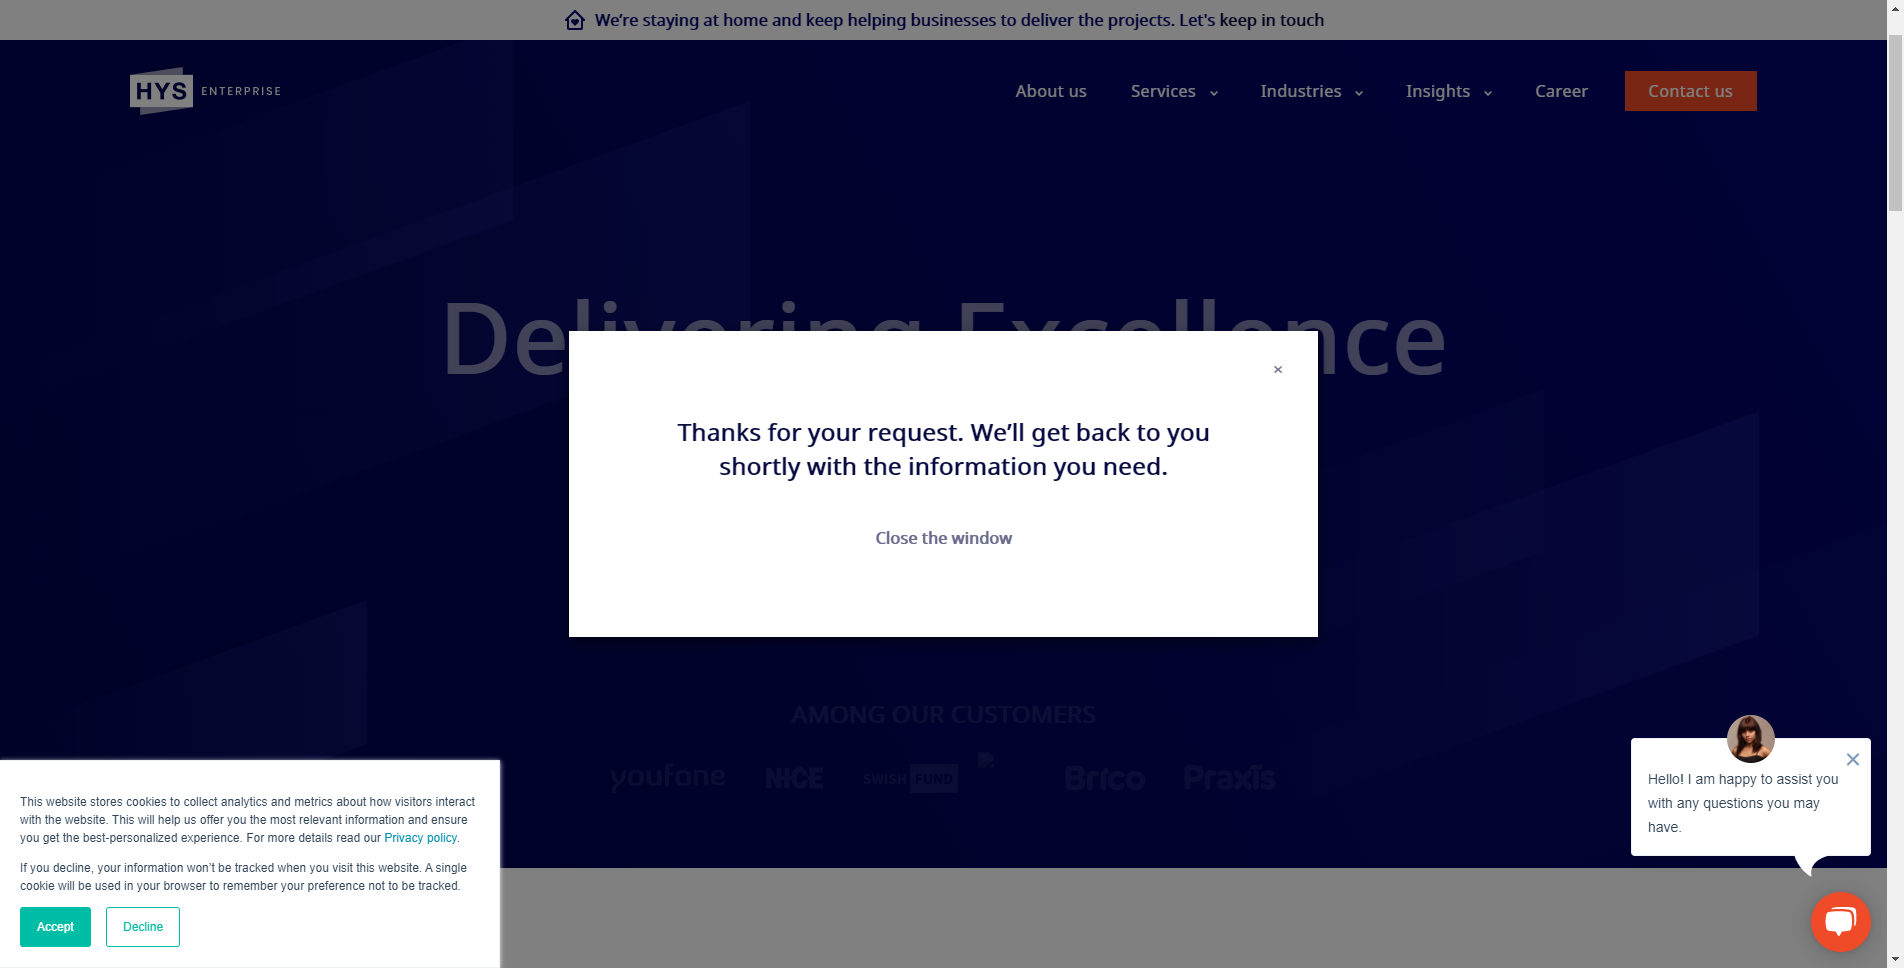 We’re staying at home and keep helping businesses to deliver the projects. Let's keep in touch
HYS ENTERPRISE
About us
Services
Industries
Insights
Career
Contact us
Delivering Excellence
×
Thanks for your request. We’ll get back to you
shortly with the information you need.
Close the window
AMONG OUR CUSTOMERS
youfone
NICE
SWISH FUND
Brico
Praxis
This website stores cookies to collect analytics and metrics about how visitors interact
with the website. This will help us offer you the most relevant information and ensure
you get the best-personalized experience. For more details read our Privacy policy.
If you decline, your information won’t be tracked when you visit this website. A single
cookie will be used in your browser to remember your preference not to be tracked.
Accept
Decline
Hello! I am happy to assist you
with any questions you may
have.